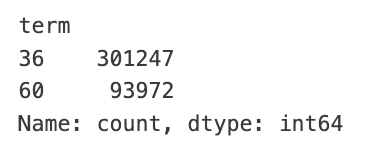 term
36    301247
60     93972
Name: count, dtype: int64